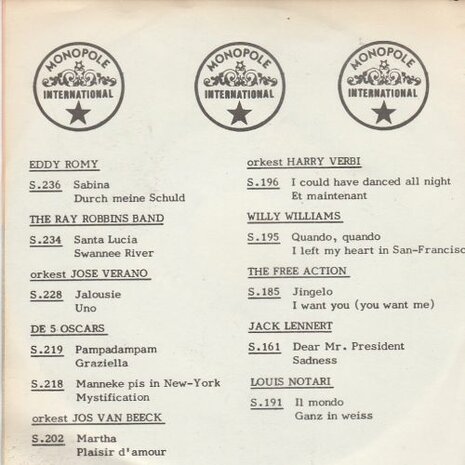 MONOPOLE
INTERNATIONAL
MONOPOLE
INTERNATIONAL
MONOPOLE
INTERNATIONAL
EDDY ROMY
S.236 Sabina
Durch meine Schuld
THE RAY ROBBINS BAND
S.234 Santa Lucia
Swannee River
orkest JOSE VERANO
S.228 Jalousie
Uno
DE 5 OSCARS
S.219 Pampadampam
Graziella
S.218 Manneke pis in New-York
Mystification
orkest JOS VAN BEECK
S.202 Martha
Plaisir d'amour
orkest HARRY VERBI
S.196 I could have danced all night
Et maintenant
WILLY WILLIAMS
S.195 Quando, quando
I left my heart in San-Francisc
THE FREE ACTION
S.185 Jingelo
I want you (you want me)
JACK LENNERT
S.161 Dear Mr. President
Sadness
LOUIS NOTARI
S.191 Il mondo
Ganz in weiss